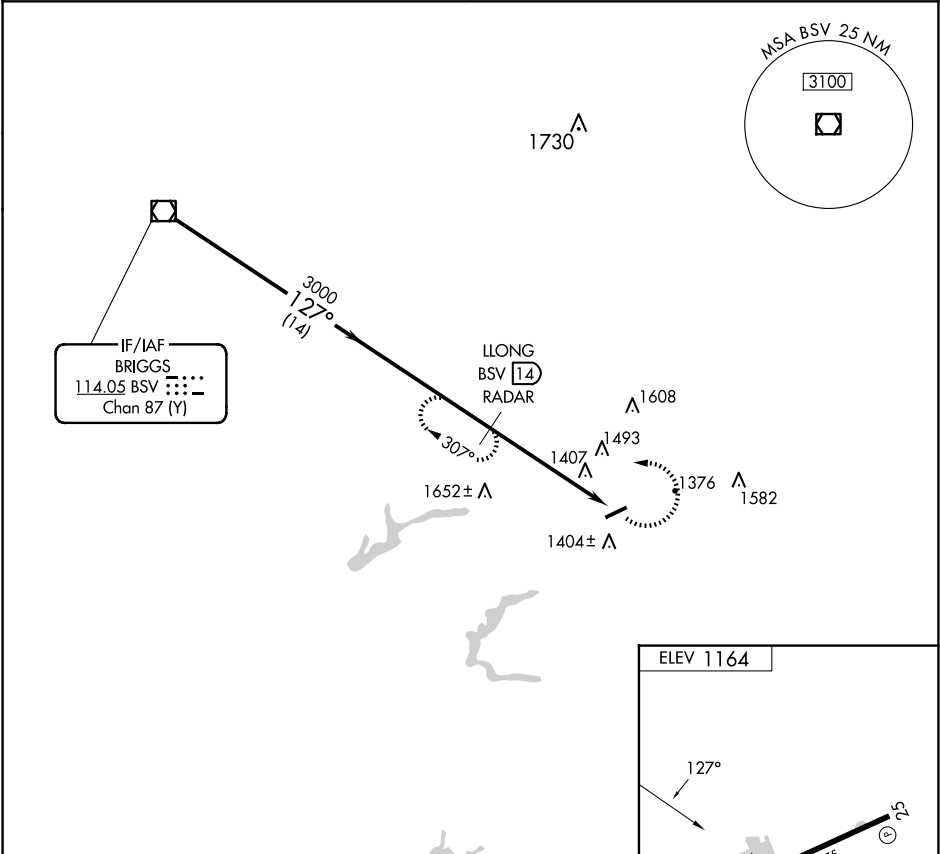 MSA BSV 25 NM
3100
1730
3000
127°
(14)
IF/IAF
BRIGGS
114.05 BSV
Chan 87 (Y)
LLONG
BSV 14
RADAR
307°
1608
1493
1407
1376
1582
1652±
1404±
ELEV 1164
127°
25
P